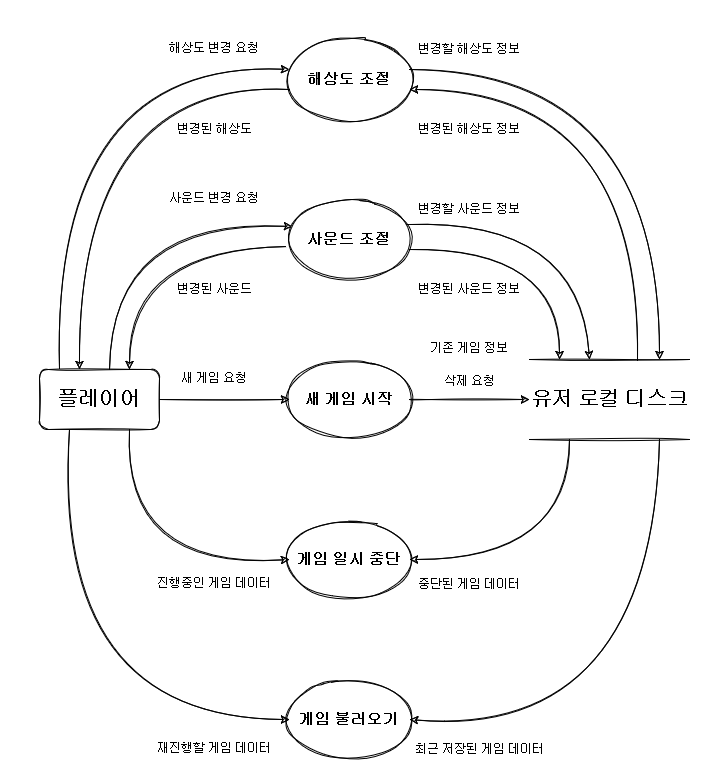 해상도 변경 요청
변경할 해상도 정보
해상도 조절
변경된 해상도
변경된 해상도 정보
사운드 변경 요청
변경할 사운드 정보
사운드 조절
변경된 사운드
변경된 사운드 정보
기존 게임 정보
새 게임 요청
삭제 요청
플레이어
새 게임 시작
유저 로컬 디스크
게임 일시 중단
진행중인 게임 데이터
중단된 게임 데이터
게임 불러오기
재진행할 게임 데이터
최근 저장된 게임 데이터